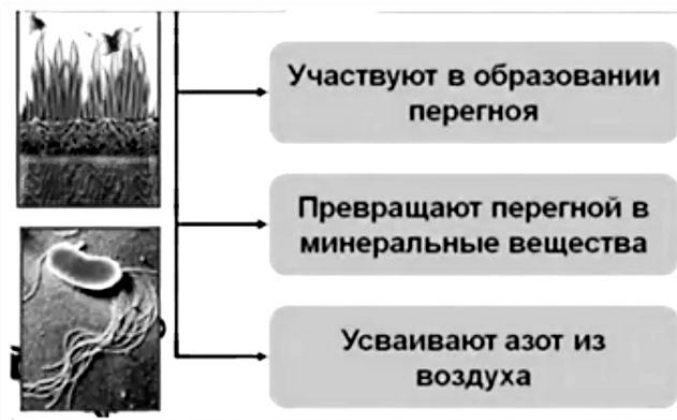 Участвуют в образовании
перегноя
Превращают перегной в
минеральные вещества
Усваивают азот из
воздуха